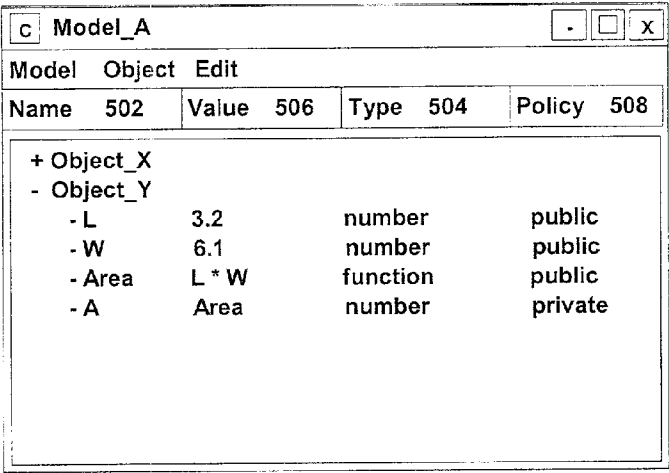 C Model_A X
Model Object Edit
Name 502 Value 506 Type 504 Policy 508
+ Object_X
- Object_Y
- L 3.2 number public
- W 6.1 number public
- Area L * W function public
- A Area number private